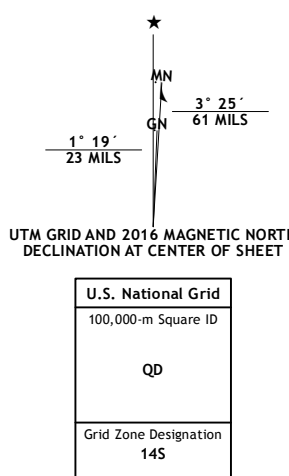 ★
MN
GN
3° 25´
61 MILS
1° 19´
23 MILS
UTM GRID AND 2016 MAGNETIC NORTH
DECLINATION AT CENTER OF SHEET
U.S. National Grid
100,000-m Square ID
QD
Grid Zone Designation
14S